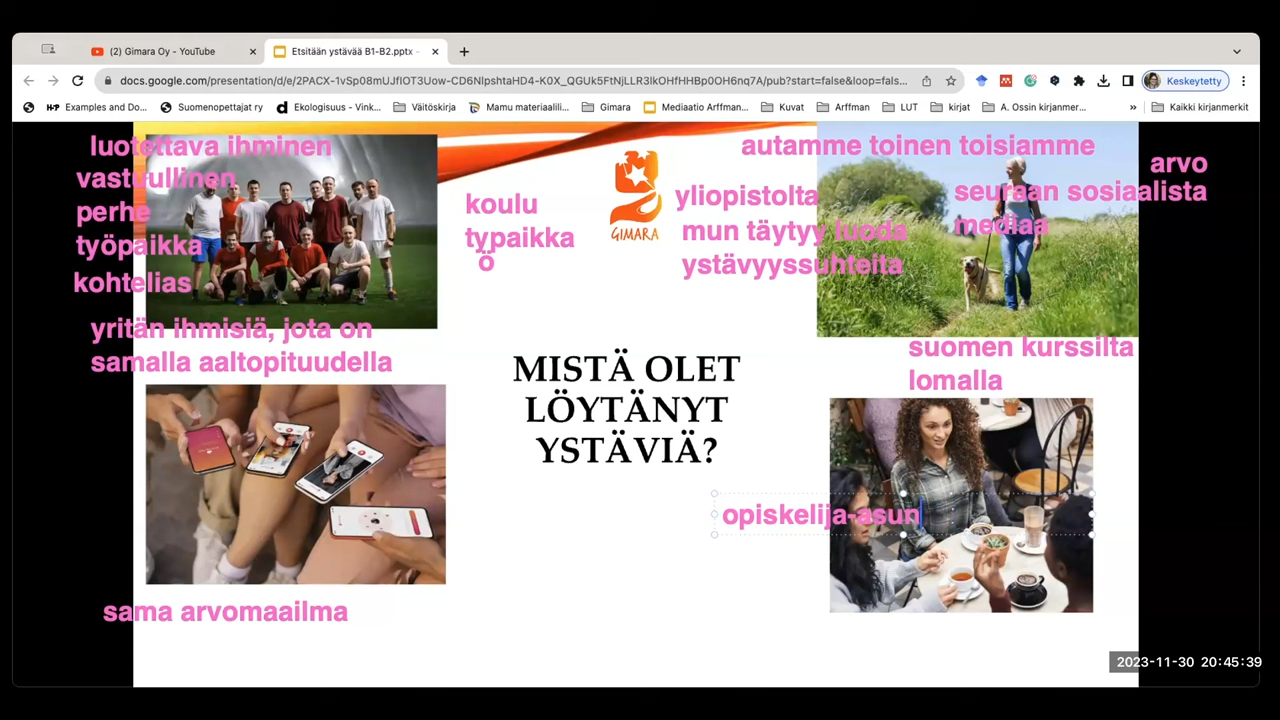 (2) Gimara Oy - YouTube
Etsitään ystävää B1-B2.pptx -
docs.google.com/presentation/d/e/2PACX-1vSp08mUJflOT3Uow-CD6NlpshtaHD4-K0X_QGUk5FtNjLLR3lkOHfHHBp0OH6nq7A/pub?start=false&loop=fals...
Keskeytetty
Examples and Do...
Suomenopettajat ry
Ekologisuus - Vink...
Väitöskirja
Mamu materiaalili...
Gimara
Mediaatio Arffman...
Kuvat
Arffman
LUT
kirjat
A. Ossin kirjanmer...
»
Kaikki kirjanmerkit
luotettava ihminen
vastuullinen
perhe
työpaikka
kohtelias
yritän ihmisiä, jota on
samalla aaltopituudella
koulu
typaikka
ö
GIMARA
autamme toinen toisiamme
arvo
yliopistolta
seuraan sosiaalista
mediaa
mun täytyy luoda
ystävyyssuhteita
suomen kurssilta
lomalla
MISTÄ OLET
LÖYTÄNYT
YSTÄVIÄ?
opiskelija-asun
sama arvomaailma
2023-11-30 20:45:39